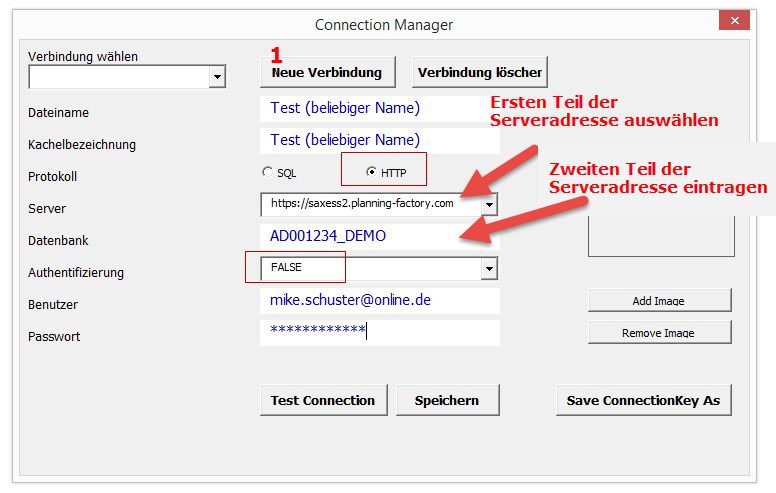 Connection Manager
Verbindung wählen
1
Neue Verbindung
Verbindung löscher
Dateiname
Test (beliebiger Name)
Ersten Teil der
Serveradresse auswählen
Kachelbezeichnung
Test (beliebiger Name)
Protokoll
SQL
HTTP
Zweiten Teil der
Serveradresse eintragen
Server
https://saxess2.planning-factory.com
Datenbank
AD001234_DEMO
Authentifizierung
FALSE
Benutzer
mike.schuster@online.de
Add Image
Passwort
************
Remove Image
Test Connection
Speichern
Save ConnectionKey As